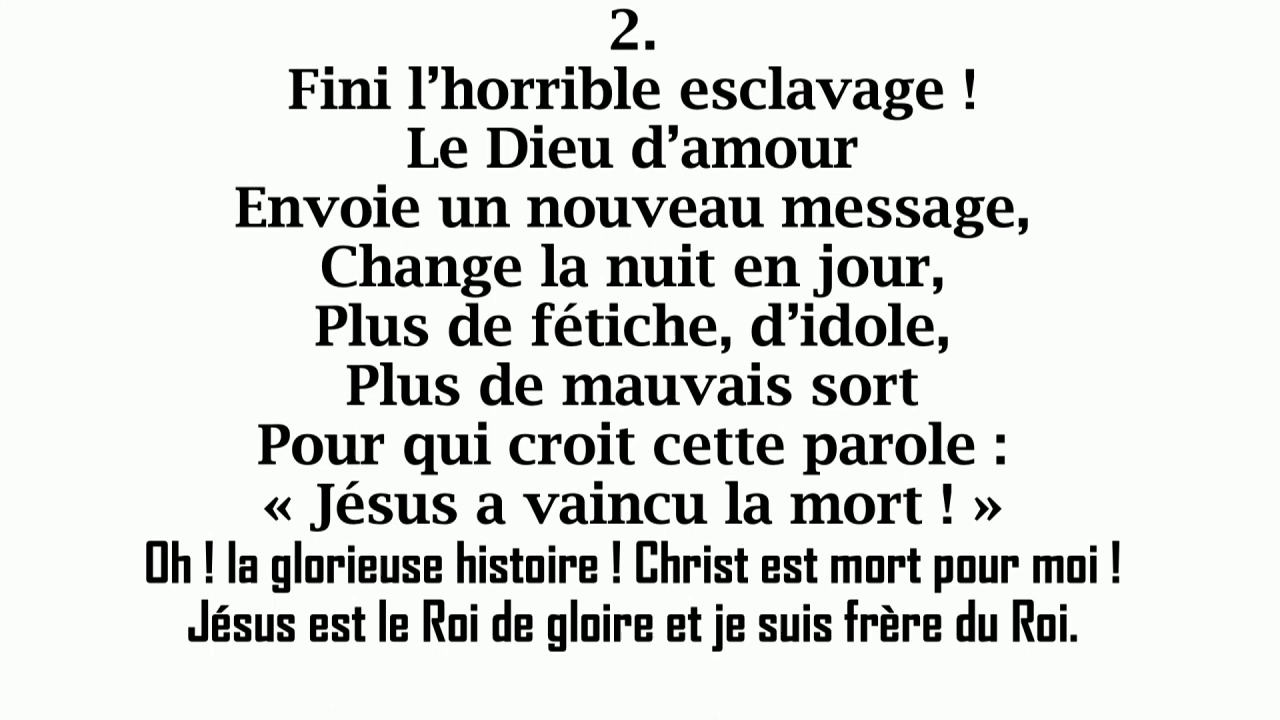 2.
Fini l’horrible esclavage !
Le Dieu d’amour
Envoie un nouveau message,
Change la nuit en jour,
Plus de fétiche, d’idole,
Plus de mauvais sort
Pour qui croit cette parole :
« Jésus a vaincu la mort ! »
Oh ! la glorieuse histoire ! Christ est mort pour moi !
Jésus est le Roi de gloire et je suis frère du Roi.